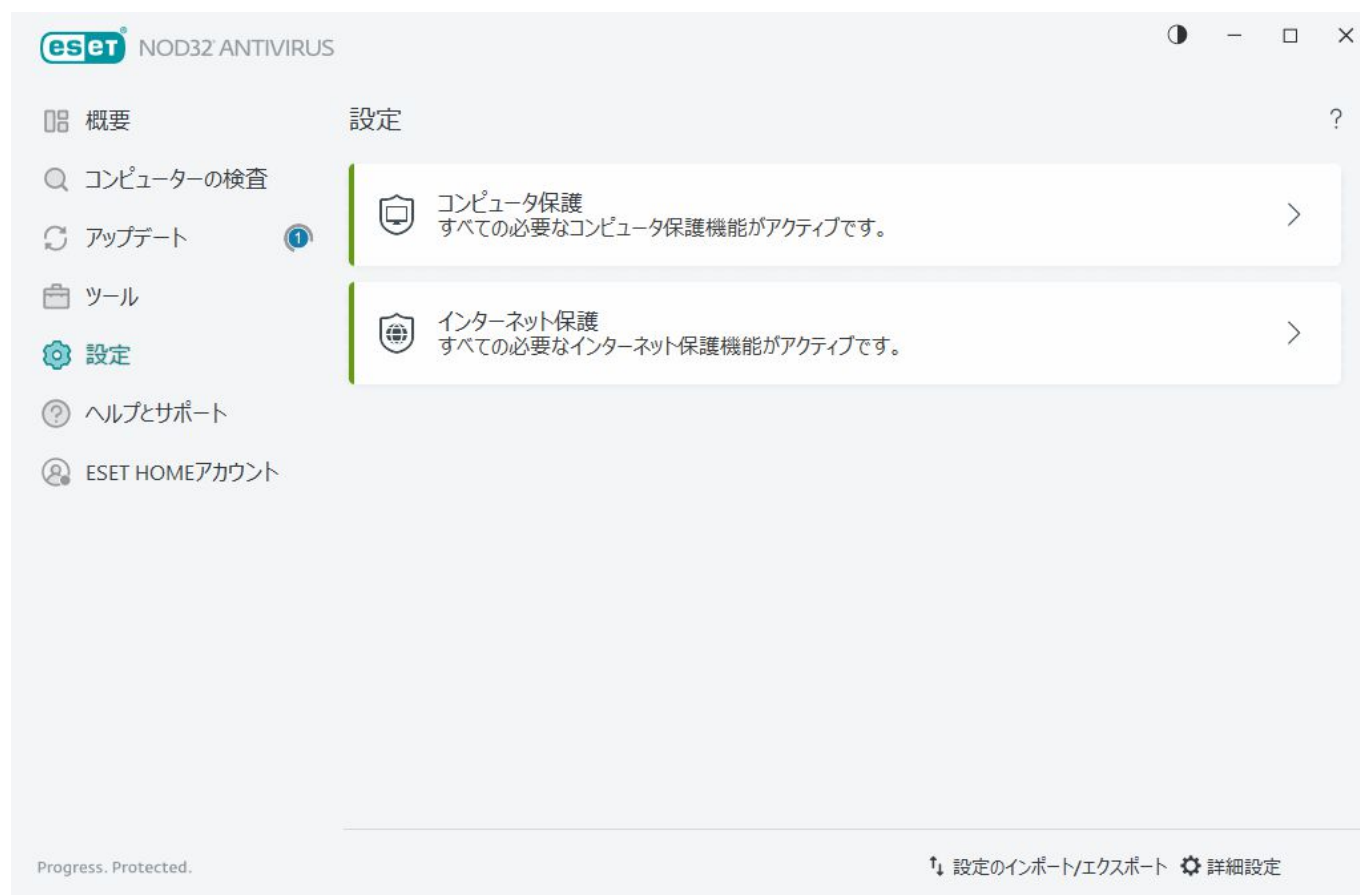 eset® NOD32® ANTIVIRUS
概要
コンピューターの検査
アップデート 1
ツール
設定
ヘルプとサポート
ESET HOMEアカウント
設定 ?
コンピュータ保護
すべての必要なコンピュータ保護機能がアクティブです。
インターネット保護
すべての必要なインターネット保護機能がアクティブです。
Progress. Protected.
設定のインポート/エクスポート 詳細設定